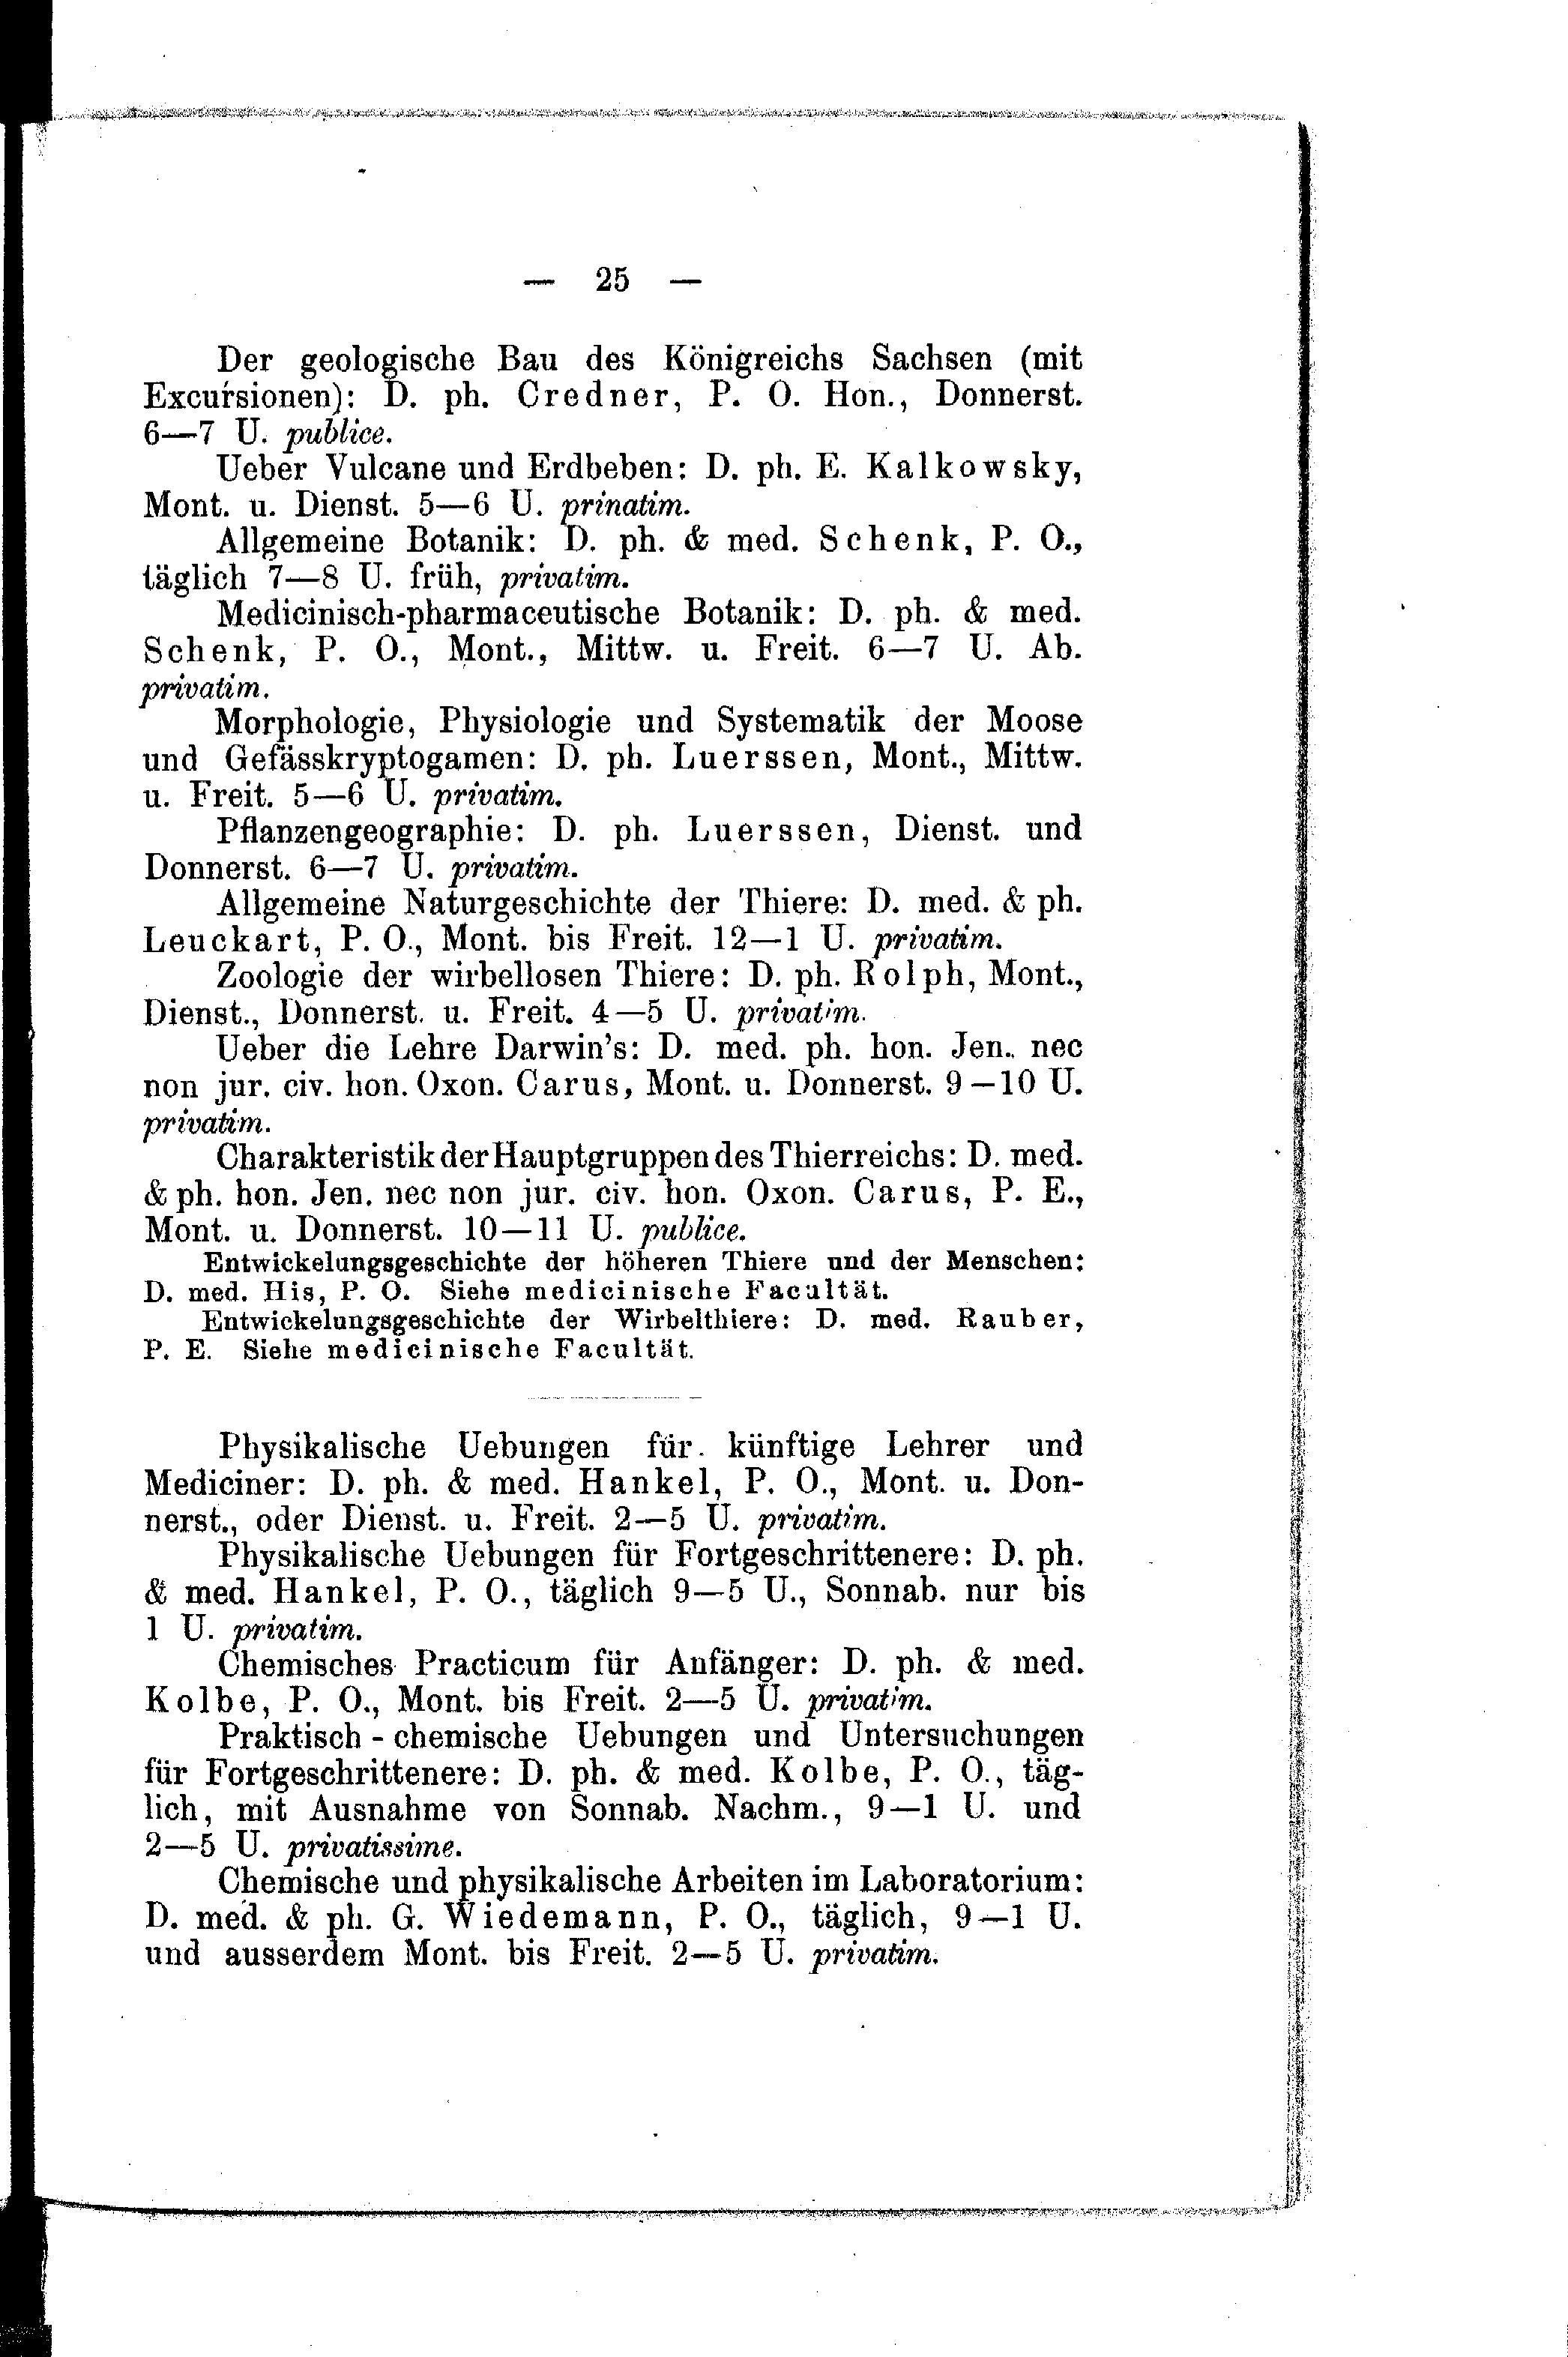 — 25 —
Der geologische Bau des Königreichs Sachsen (mit
Excursionen): D. ph. Credner, P. O. Hon., Donnerst.
6—7 U. publice.
Ueber Vulcane und Erdbeben: D. ph. E. Kalkowsky,
Mont. u. Dienst. 5—6 U. prinatim.
Allgemeine Botanik: D. ph. & med. Schenk, P. O.,
täglich 7—8 U. früh, privatim.
Medicinisch-pharmaceutische Botanik: D. ph. & med.
Schenk, P. O., Mont., Mittw. u. Freit. 6—7 U. Ab.
privatim.
Morphologie, Physiologie und Systematik der Moose
und Gefässkryptogamen: D. ph. Luerssen, Mont., Mittw.
u. Freit. 5—6 U. privatim.
Pflanzengeographie: D. ph. Luerssen, Dienst. und
Donnerst. 6—7 U. privatim.
Allgemeine Naturgeschichte der Thiere: D. med. & ph.
Leuckart, P. O., Mont. bis Freit. 12—1 U. privatim.
Zoologie der wirbellosen Thiere: D. ph. Rolph, Mont.,
Dienst., Donnerst. u. Freit. 4—5 U. privatim.
Ueber die Lehre Darwin's: D. med. ph. hon. Jen. nec
non jur. civ. hon. Oxon. Carus, Mont. u. Donnerst. 9—10 U.
privatim.
Charakteristik der Hauptgruppen des Thierreichs: D. med.
& ph. hon. Jen. nec non jur. civ. hon. Oxon. Carus, P. E.,
Mont. u. Donnerst. 10—11 U. publice.
Entwickelungsgeschichte der höheren Thiere und der Menschen:
D. med. His, P. O. Siehe medicinische Facultät.
Entwickelungsgeschichte der Wirbelthiere: D. med. Rauber,
P. E. Siehe medicinische Facultät.
Physikalische Uebungen für künftige Lehrer und
Mediciner: D. ph. & med. Hankel, P. O., Mont. u. Don-
nerst., oder Dienst. u. Freit. 2—5 U. privatim.
Physikalische Uebungen für Fortgeschrittenere: D. ph.
& med. Hankel, P. O., täglich 9—5 U., Sonnab. nur bis
1 U. privatim.
Chemisches Practicum für Anfänger: D. ph. & med.
Kolbe, P. O., Mont. bis Freit. 2—5 U. privatim.
Praktisch - chemische Uebungen und Untersuchungen
für Fortgeschrittenere: D. ph. & med. Kolbe, P. O., täg-
lich, mit Ausnahme von Sonnab. Nachm., 9—1 U. und
2—5 U. privatissime.
Chemische und physikalische Arbeiten im Laboratorium:
D. med. & ph. G. Wiedemann, P. O., täglich, 9—1 U.
und ausserdem Mont. bis Freit. 2—5 U. privatim.